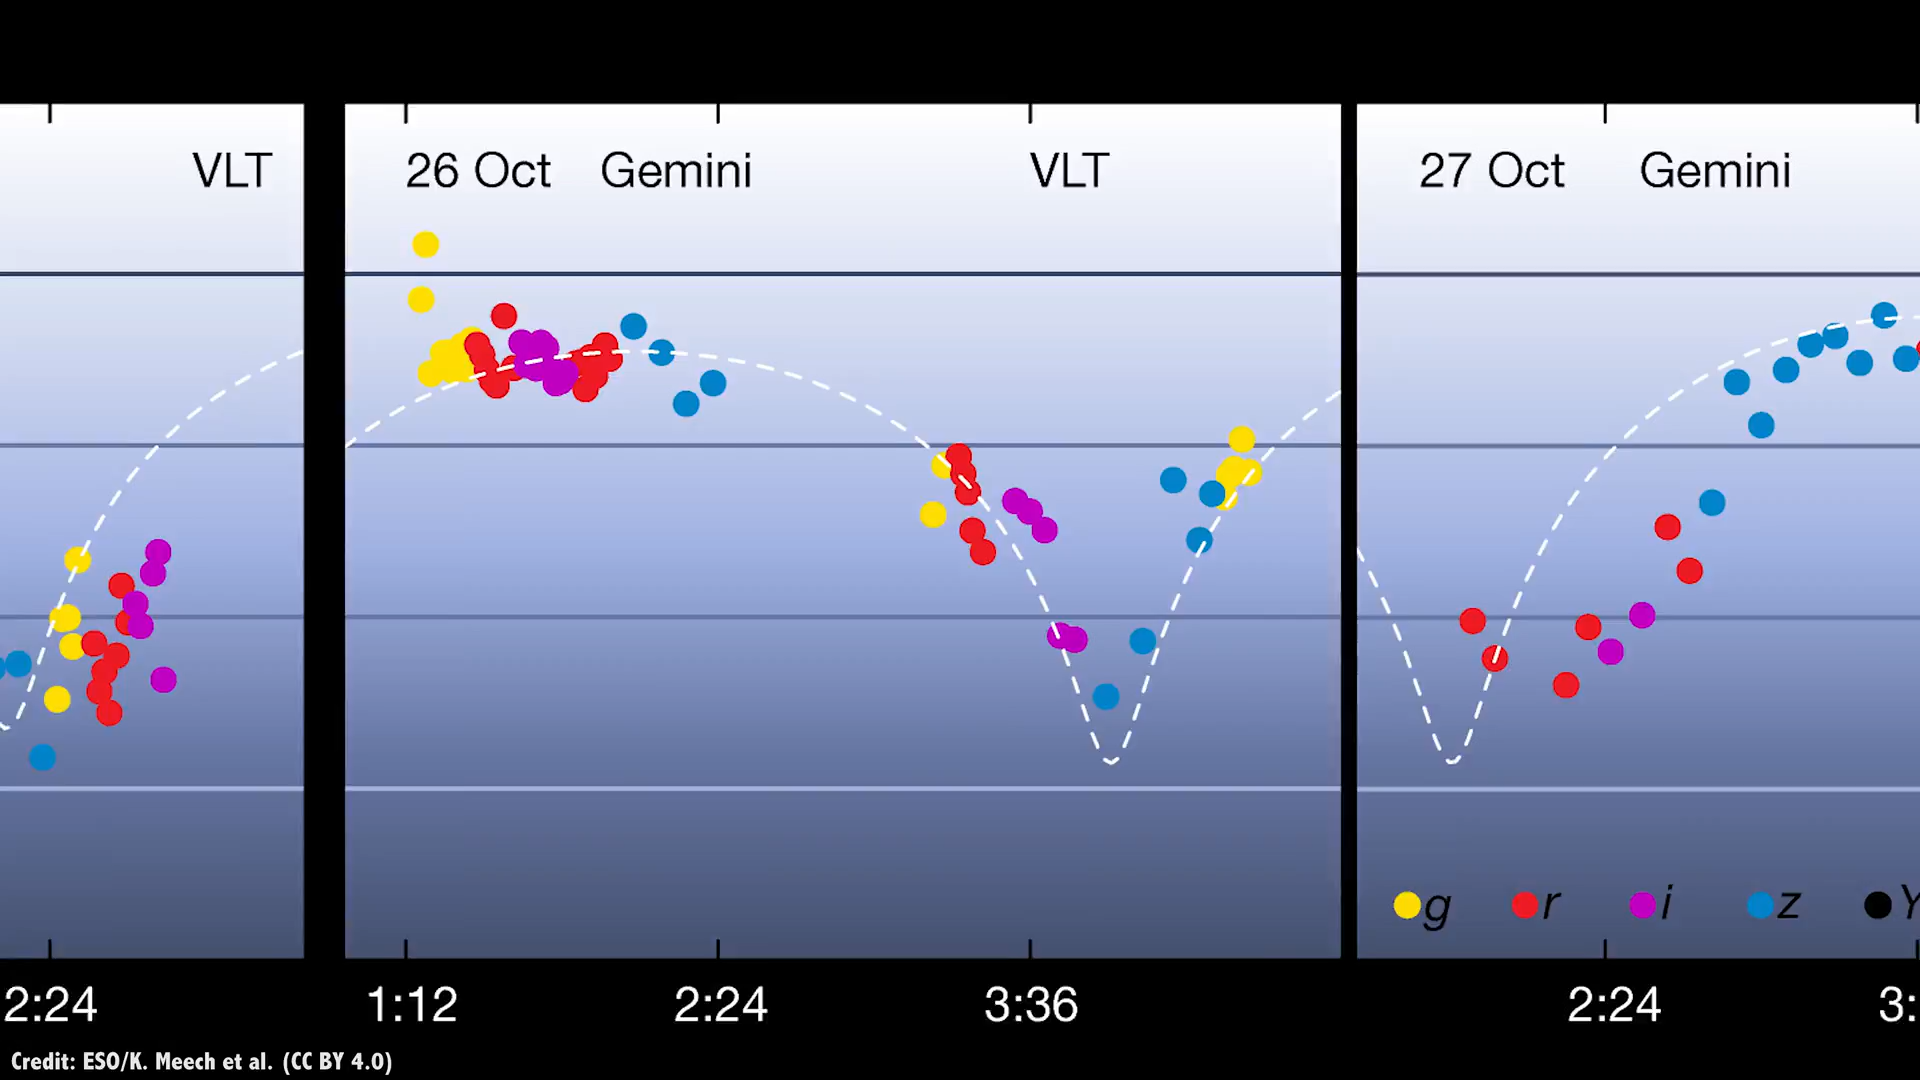 VLT
26 Oct Gemini VLT
27 Oct Gemini
g r i z Y
2:24 1:12 2:24 3:36 2:24 3:
Credit: ESO/K. Meech et al. (CC BY 4.0)